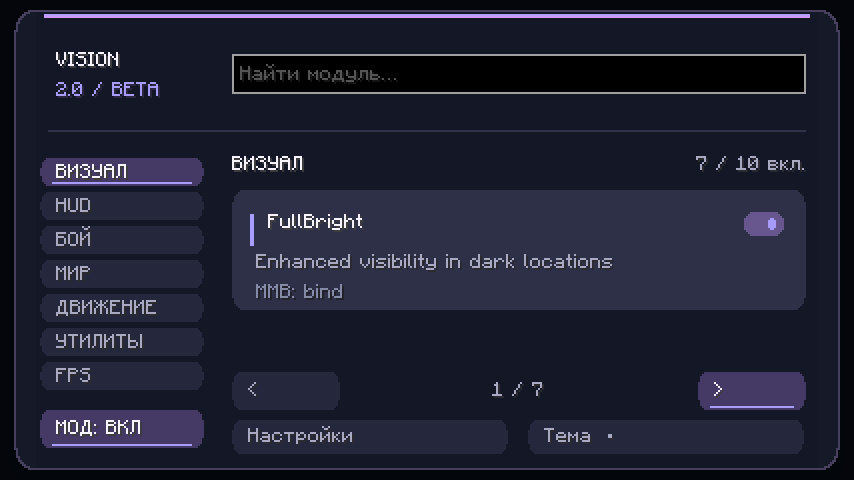 VISION
2.0 / BETA
Найти модуль...
ВИЗУАЛ
HUD
БОЙ
МИР
ДВИЖЕНИЕ
УТИЛИТЫ
FPS
МОД: ВКЛ
ВИЗУАЛ
7 / 10 вкл.
FullBright
Enhanced visibility in dark locations
MMB: bind
<
1 / 7
>
Настройки
Тема •